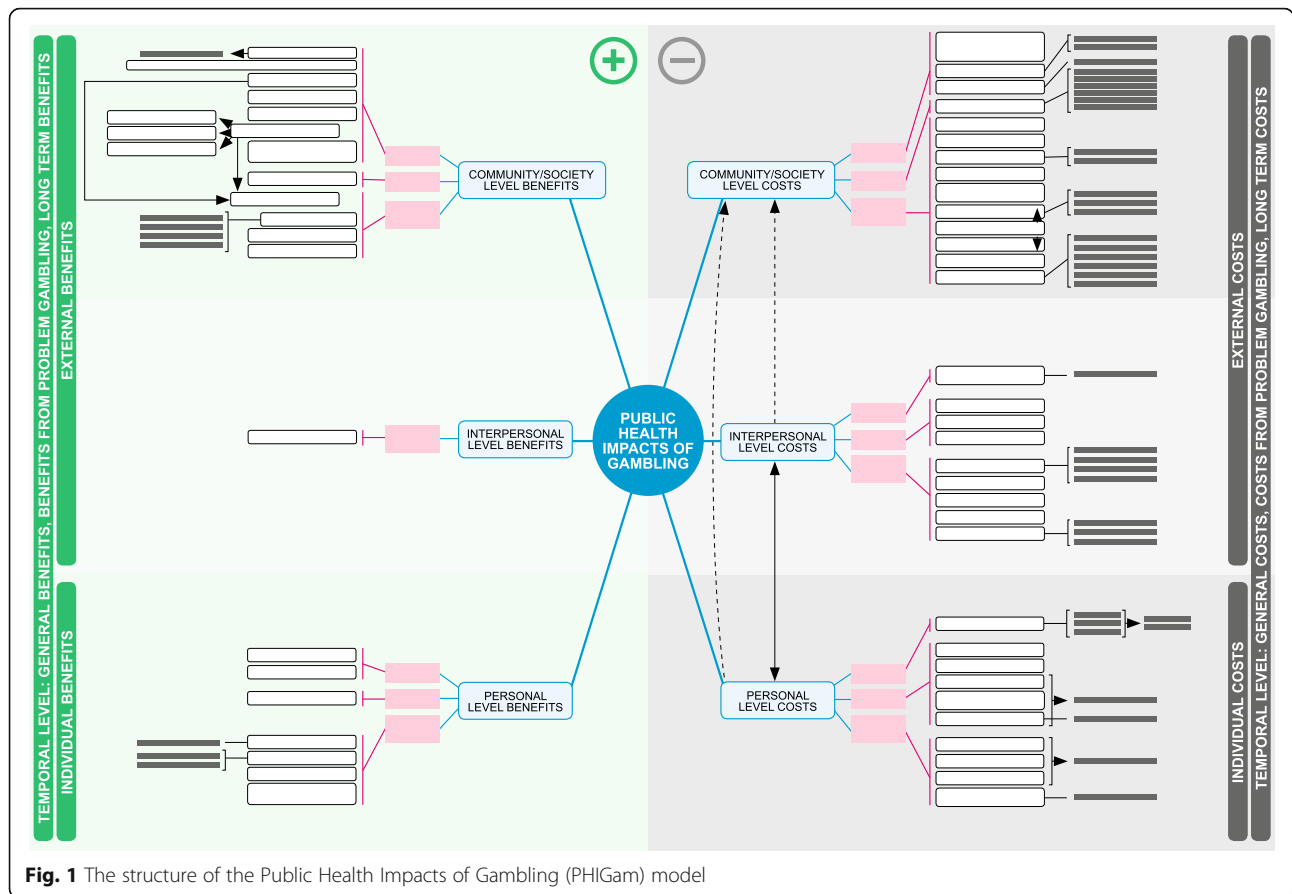 TEMPORAL LEVEL: GENERAL BENEFITS, BENEFITS FROM PROBLEM GAMBLING, LONG TERM BENEFITS
EXTERNAL BENEFITS
INDIVIDUAL BENEFITS
COMMUNITY/SOCIETY
LEVEL BENEFITS
COMMUNITY/SOCIETY
LEVEL COSTS
INTERPERSONAL
LEVEL BENEFITS
PUBLIC
HEALTH
IMPACTS OF
GAMBLING
INTERPERSONAL
LEVEL COSTS
PERSONAL
LEVEL BENEFITS
PERSONAL
LEVEL COSTS
EXTERNAL COSTS
INDIVIDUAL COSTS
TEMPORAL LEVEL: GENERAL COSTS, COSTS FROM PROBLEM GAMBLING, LONG TERM COSTS
Fig. 1 The structure of the Public Health Impacts of Gambling (PHIGam) model